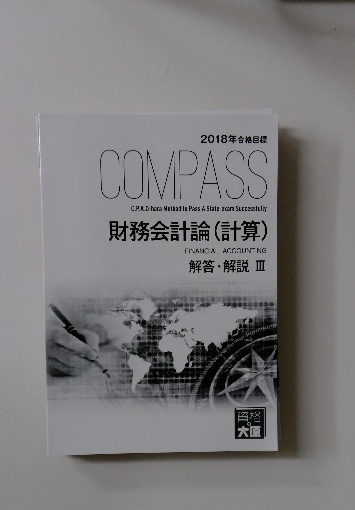 2018年合格目標
COMPASS
C.P.A. O-hara Method to Pass A State exam Successfully
財務会計論(計算)
FINANCIAL ACCOUNTING
解答・解説 Ⅲ
資格の
大原